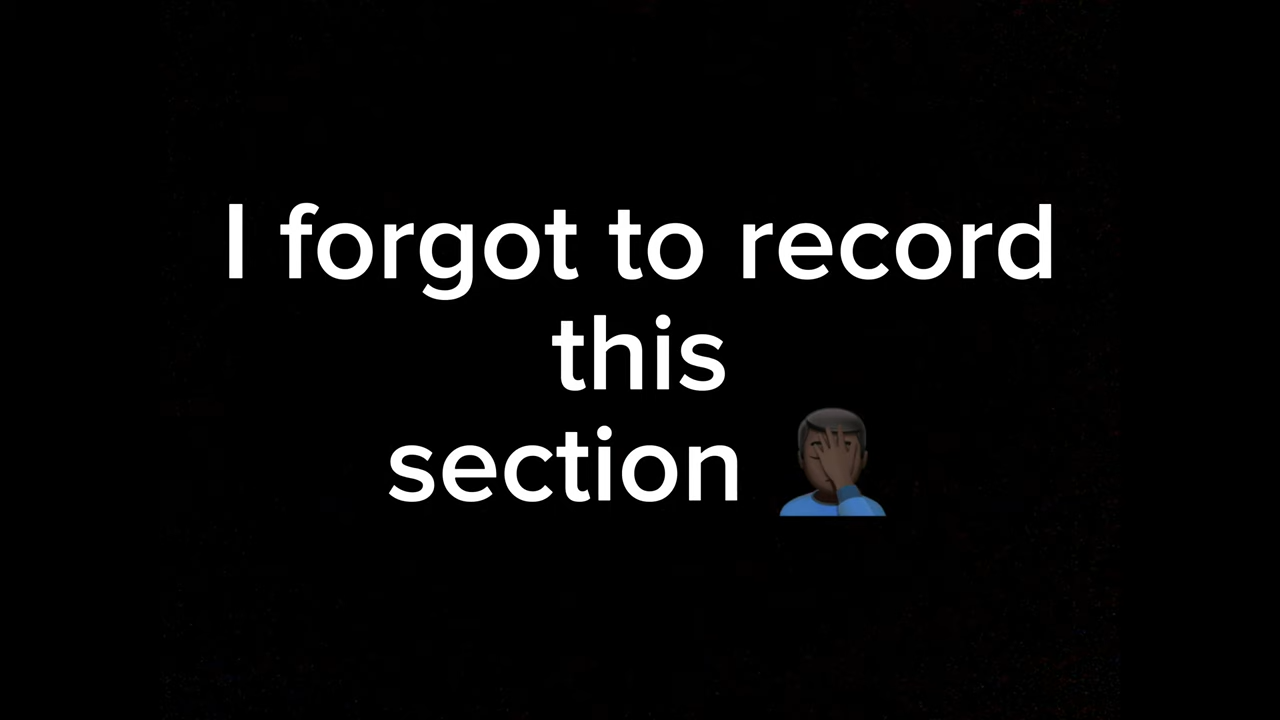 I forgot to record
this
section 🤦🏿‍♂️